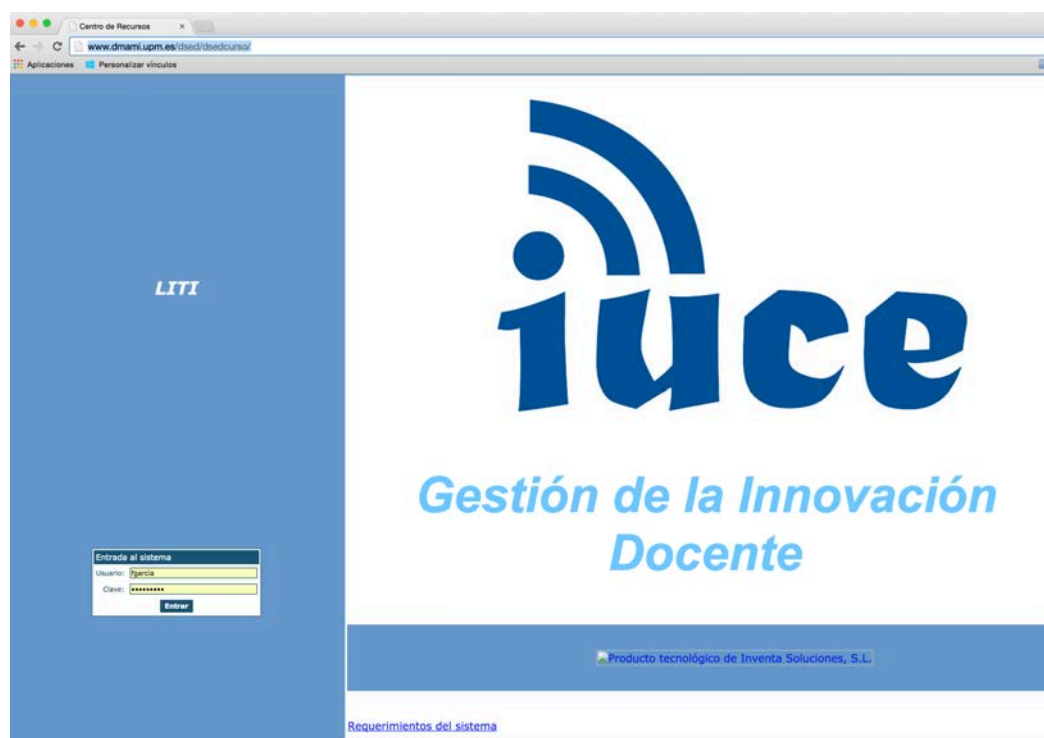 Centro de Recursos
www.dmami.upm.es/dsed/dsedcurso/
Aplicaciones
Personalizar vínculos
LITI
iuce
Gestión de la Innovación
Docente
Entrada al sistema
Usuario: fgarcia
Clave:
Entrar
Producto tecnológico de Inventa Soluciones, S.L.
Requerimientos del sistema